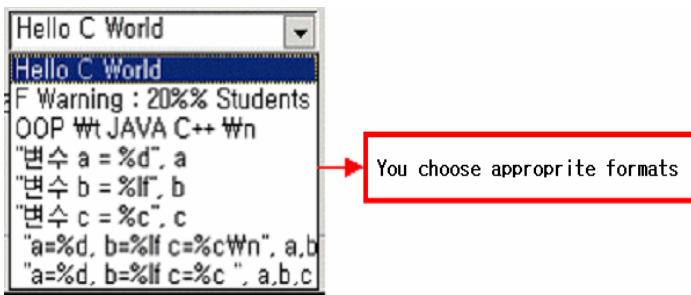 Hello C World
Hello C World
F Warning : 20%% Students
OOP ₩t JAVA C++ ₩n
"변수 a = %d", a
"변수 b = %lf", b
"변수 c = %c", c
"a=%d, b=%lf c=%c₩n", a,b
"a=%d, b=%lf c=%c ", a,b,c
You choose approprite formats